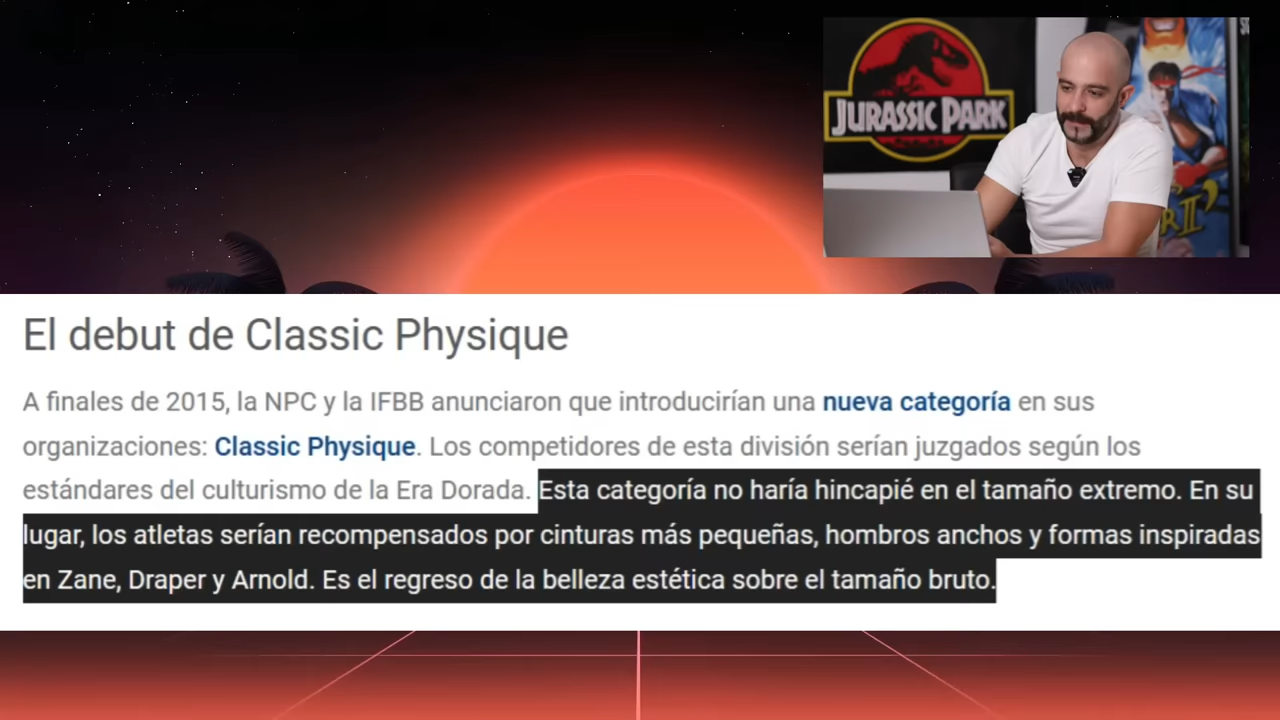 JURASSIC PARK
II
El debut de Classic Physique
A finales de 2015, la NPC y la IFBB anunciaron que introducirían una nueva categoría en sus
organizaciones: Classic Physique. Los competidores de esta división serían juzgados según los
estándares del culturismo de la Era Dorada. Esta categoría no haría hincapié en el tamaño extremo. En su
lugar, los atletas serían recompensados por cinturas más pequeñas, hombros anchos y formas inspiradas
en Zane, Draper y Arnold. Es el regreso de la belleza estética sobre el tamaño bruto.